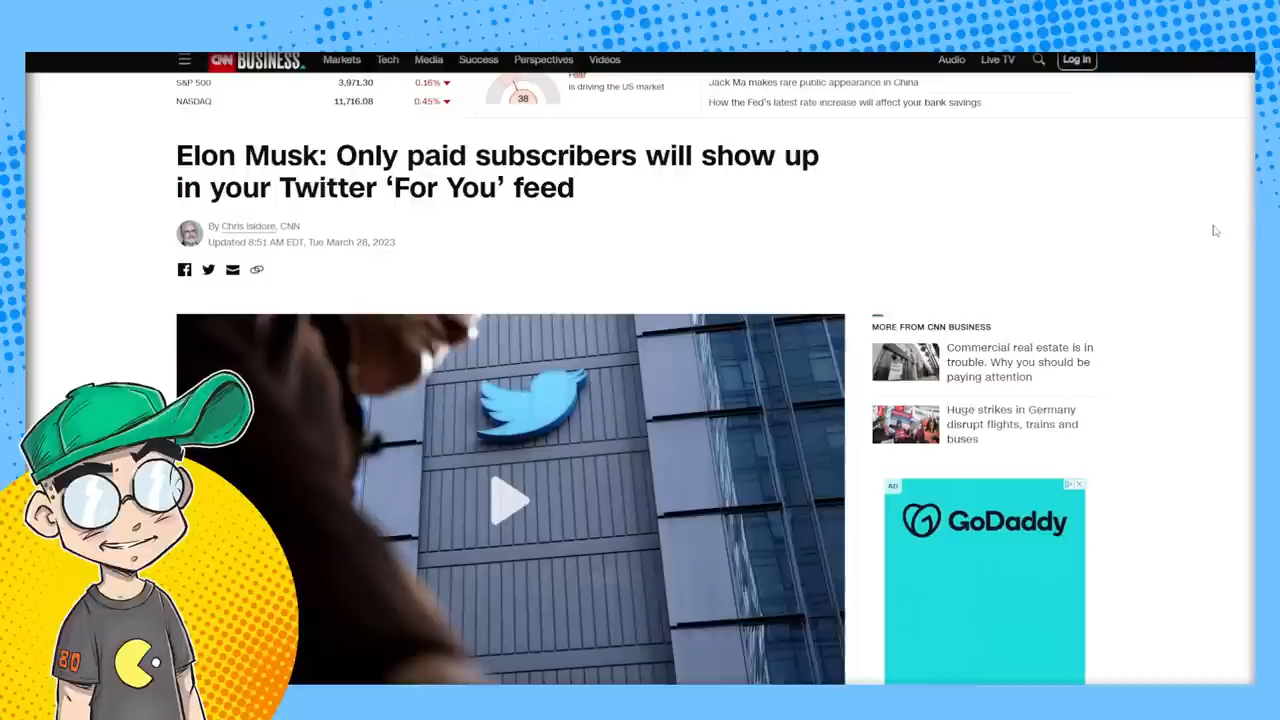 CNN BUSINESS Markets Tech Media Success Perspectives Videos Audio Live TV Log In
S&P 500 3,971.30 0.16%
is driving the US market
Jack Ma makes rare public appearance in China
NASDAQ 11,716.08 0.45%
38
How the Fed's latest rate increase will affect your bank savings
Elon Musk: Only paid subscribers will show up
in your Twitter ‘For You’ feed
By Chris Isidore, CNN
Updated 8:51 AM EDT, Tue March 28, 2023
MORE FROM CNN BUSINESS
Commercial real estate is in
trouble. Why you should be
paying attention
Huge strikes in Germany
disrupt flights, trains and
buses
AD
GoDaddy
80